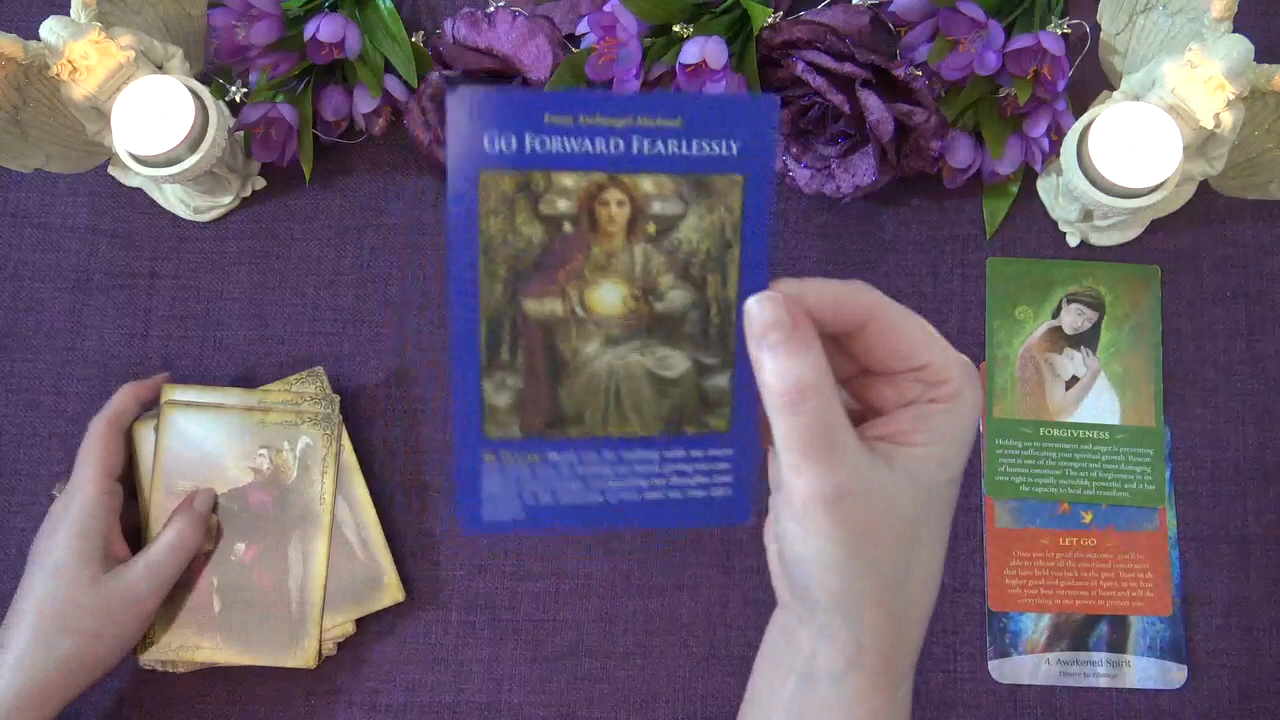 From Archangel Michael
GO FORWARD FEARLESSLY
FORGIVENESS
Holding on to resentment and anger is preventing
or even suffocating your spiritual growth. Resent-
ment is one of the strongest and most damaging
of human emotions! The act of forgiveness in its
own right is equally incredibly powerful, and it has
the capacity to heal and transform.
LET GO
Once you let go of the outcome, you'll be
able to release all the emotional constraints
that have held you back in the past. Trust in the
higher good and guidance of Spirit, as we have
only your best intentions at heart and will do
everything in our power to protect you
4. Awakened Spirit
Desire to change